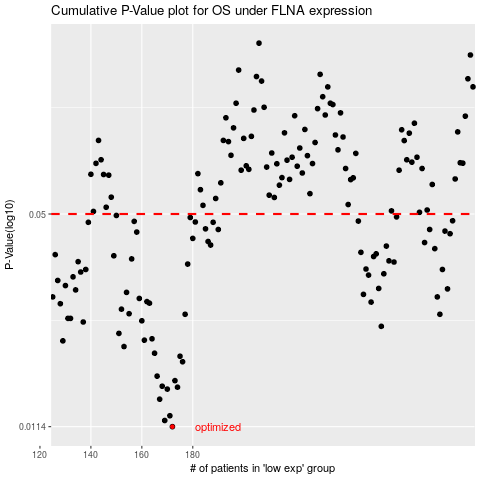 Cumulative P-Value plot for OS under FLNA expression
P-Value(log10)
0.05
0.0114
optimized
120 140 160 180
# of patients in 'low exp' group